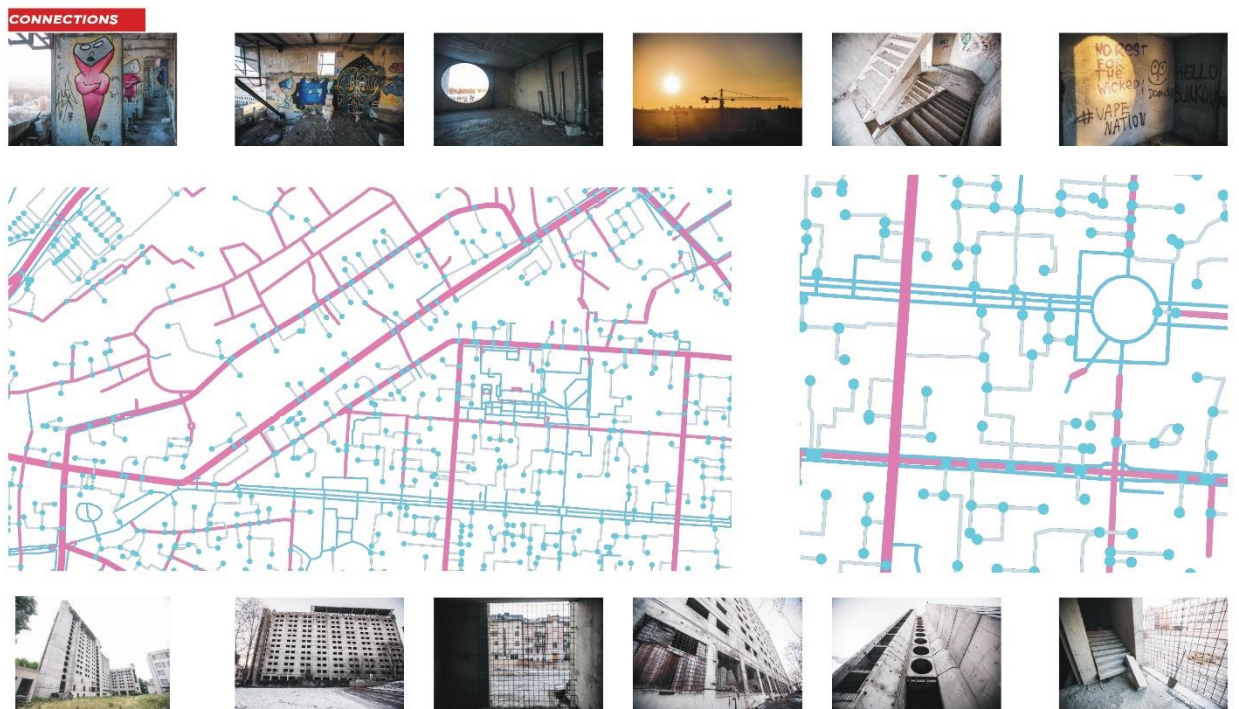 CONNECTIONS
NO REST
FOR
THE
WICKED!
HELLO
#VAPE
NATION